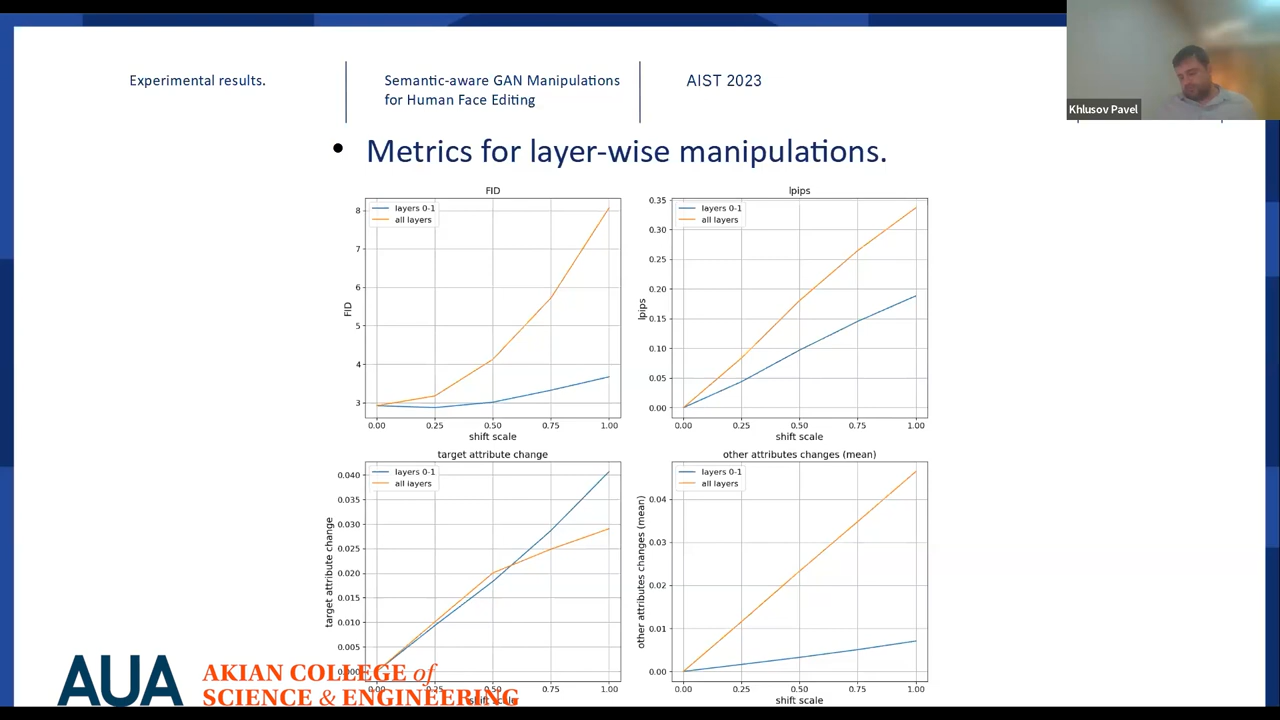 Experimental results.
Semantic-aware GAN Manipulations
for Human Face Editing
AIST 2023
Khlusov Pavel
• Metrics for layer-wise manipulations.
FID
layers 0-1
all layers
8
7
6
5
4
3
FID
0.00 0.25 0.50 0.75 1.00
shift scale
lpips
layers 0-1
all layers
0.35
0.30
0.25
0.20
0.15
0.10
0.05
0.00
lpips
0.00 0.25 0.50 0.75 1.00
shift scale
target attribute change
layers 0-1
all layers
0.040
0.035
0.030
0.025
0.020
0.015
0.010
0.005
0.000
target attribute change
0.00 0.25 0.50 0.75 1.00
shift scale
other attributes changes (mean)
layers 0-1
all layers
0.04
0.03
0.02
0.01
0.00
other attributes changes (mean)
0.00 0.25 0.50 0.75 1.00
shift scale
AUA
AKIAN COLLEGE of
SCIENCE & ENGINEERING